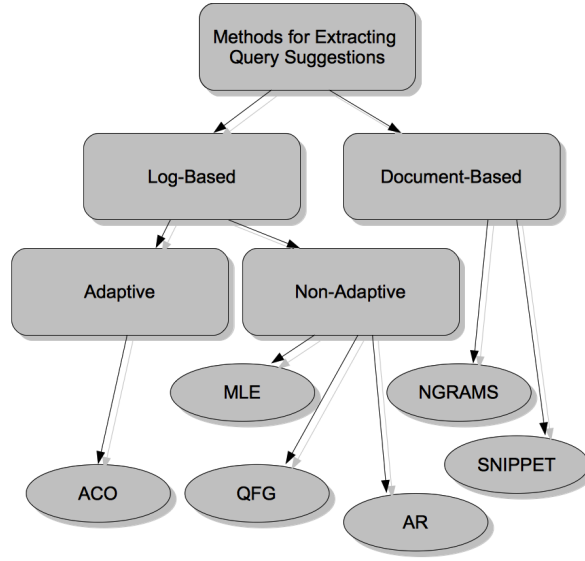 Methods for Extracting
Query Suggestions
Log-Based
Document-Based
Adaptive
Non-Adaptive
MLE
NGRAMS
ACO
QFG
AR
SNIPPET